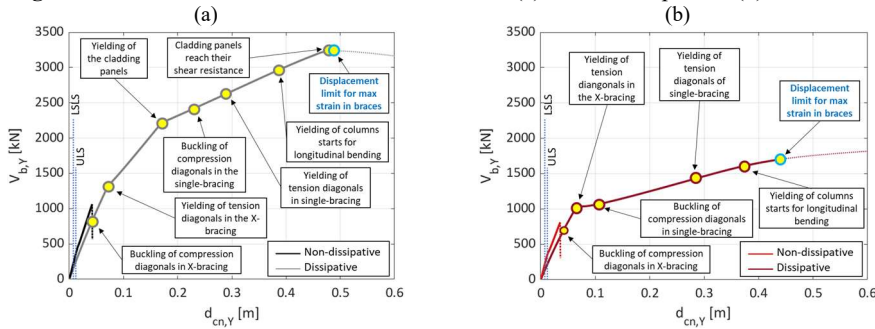 (a)
3500
3000
2500
2000
1500
1000
500
0
V_b,Y [kN]
LSLS
ULS
Yielding of
the cladding
panels
Cladding panels
reach their
shear resistance
Displacement
limit for max
strain in braces
Yielding of columns
starts for
longitudinal bending
Buckling of
compression
diagonals in the
single-bracing
Yielding of
tension diagonals
in single-bracing
Yielding of tension
diagonals in the X-
bracing
Buckling of compression
diagonals in X-bracing
Non-dissipative
Dissipative
0 0.1 0.2 0.3 0.4 0.5 0.6
d_cn,Y [m]
(b)
3500
3000
2500
2000
1500
1000
500
0
V_b,Y [kN]
LSLS
ULS
Yielding of
tension
diangonals in
the X-bracing
Yielding of
tension
diagonals of
single-bracing
Displacement
limit for max
strain in braces
Buckling of
compression diagonals
in single-bracing
Yielding of columns
starts for longitudinal
bending
Buckling of compression
diagonals in X-bracing
Non-dissipative
Dissipative
0 0.1 0.2 0.3 0.4 0.5 0.6
d_cn,Y [m]